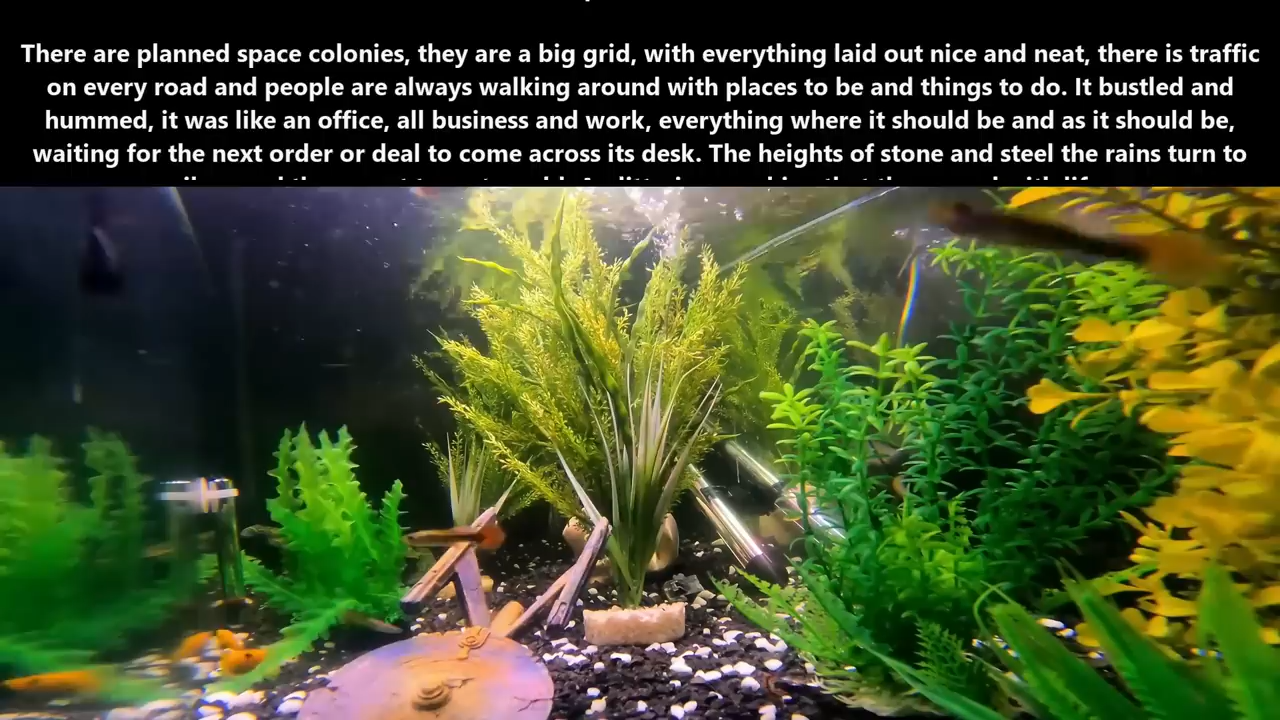 There are planned space colonies, they are a big grid, with everything laid out nice and neat, there is traffic
on every road and people are always walking around with places to be and things to do. It bustled and
hummed, it was like an office, all business and work, everything where it should be and as it should be,
waiting for the next order or deal to come across its desk. The heights of stone and steel the rains turn to